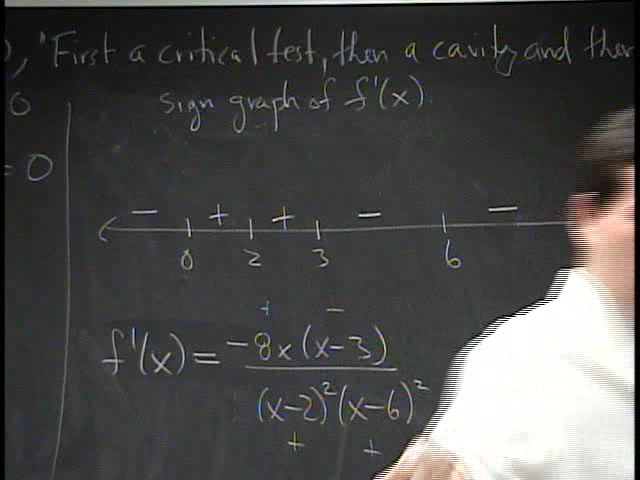 ), "First a critical test, then a cavity and then
0 sign graph of f'(x).
= 0
− + + − −
0 2 3 6
+ −
f'(x) = -8x(x-3)
(x-2)² (x-6)²
+ +